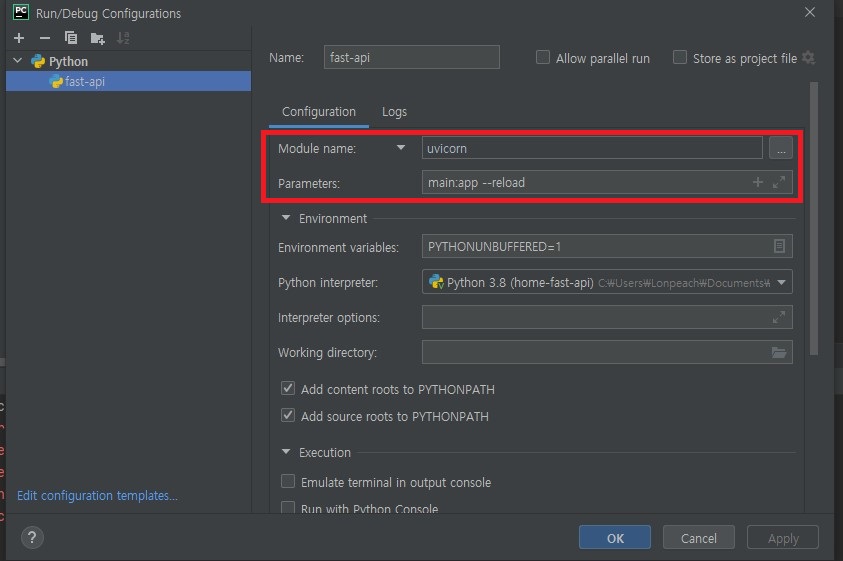 PC Run/Debug Configurations
Python
fast-api
Name: fast-api Allow parallel run Store as project file
Configuration Logs
Module name: uvicorn ...
Parameters: main:app --reload
Environment
Environment variables: PYTHONUNBUFFERED=1
Python interpreter: Python 3.8 (home-fast-api) C:₩Users₩Lonpeach₩Documents₩
Interpreter options:
Working directory:
Add content roots to PYTHONPATH
Add source roots to PYTHONPATH
Execution
Emulate terminal in output console
Run with Python Console
Edit configuration templates...
? OK Cancel Apply